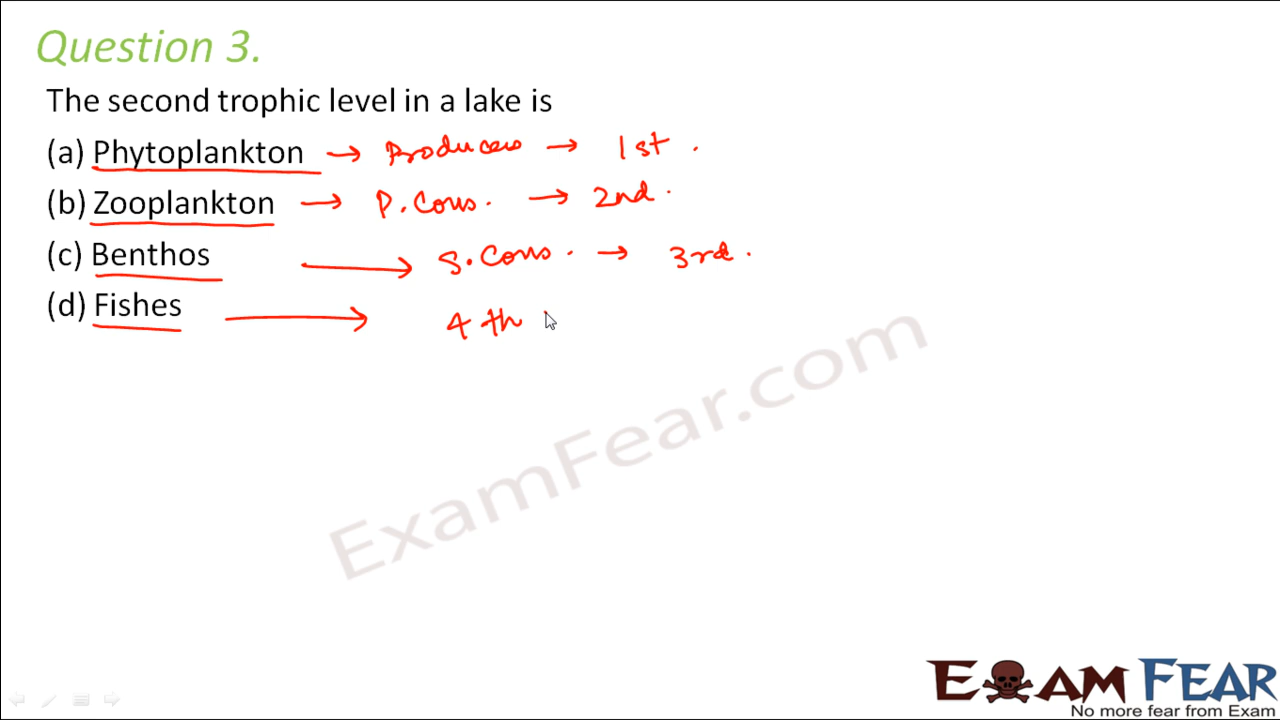 Question 3.
The second trophic level in a lake is
(a) Phytoplankton → Producers → 1st.
(b) Zooplankton → P. Cons. → 2nd.
(c) Benthos → S. Cons. → 3rd.
(d) Fishes → 4th
ExamFear.com
EXAM FEAR
No more fear from Exam